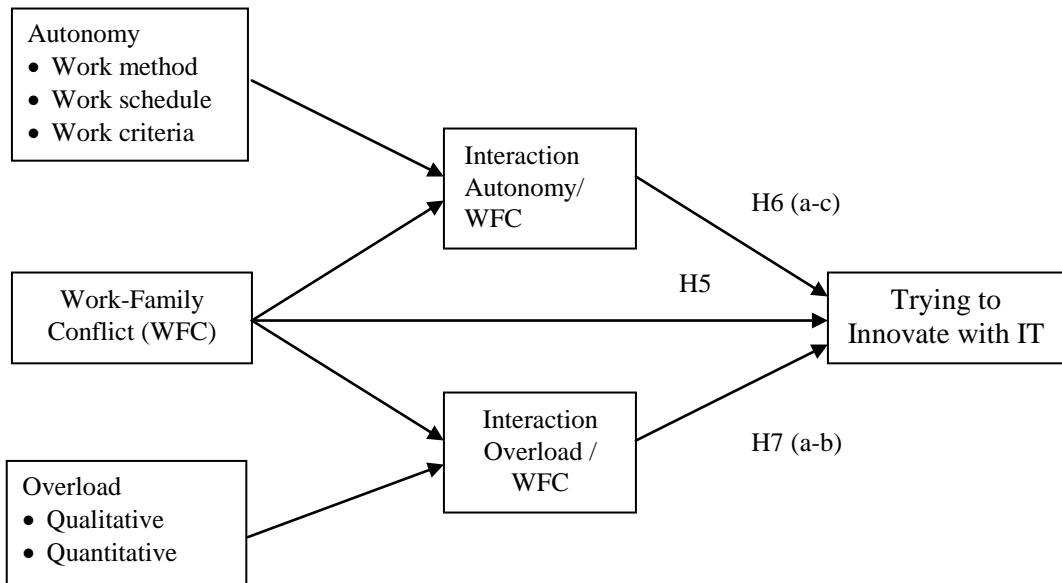 Autonomy
• Work method
• Work schedule
• Work criteria
Interaction
Autonomy/
WFC
H6 (a-c)
Work-Family
Conflict (WFC)
H5
Trying to
Innovate with IT
Interaction
Overload /
WFC
H7 (a-b)
Overload
• Qualitative
• Quantitative